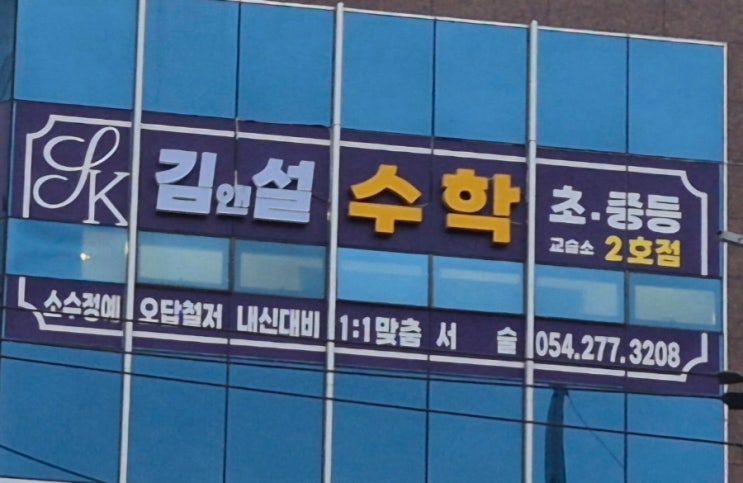 SK 김앤설 수학 초·중등
교습소 2호점
소수정예 오답철저 내신대비 1:1맞춤 서 술 054.277.3208